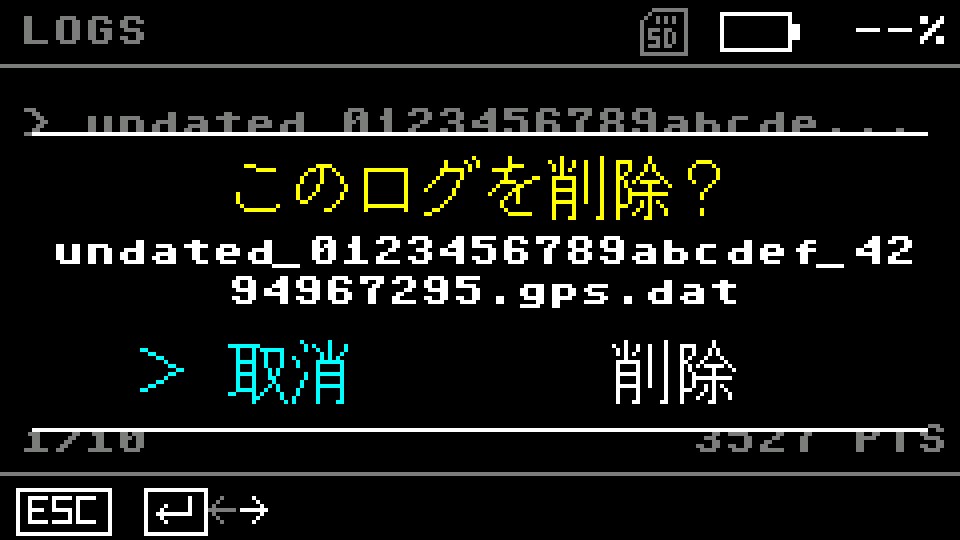 LOGS SD --%
> undated_0123456789abcde...
このログを削除？
undated_0123456789abcdef_42
94967295.gps.dat
> 取消 削除
1/10 3527 PTS
ESC ↵ ←→